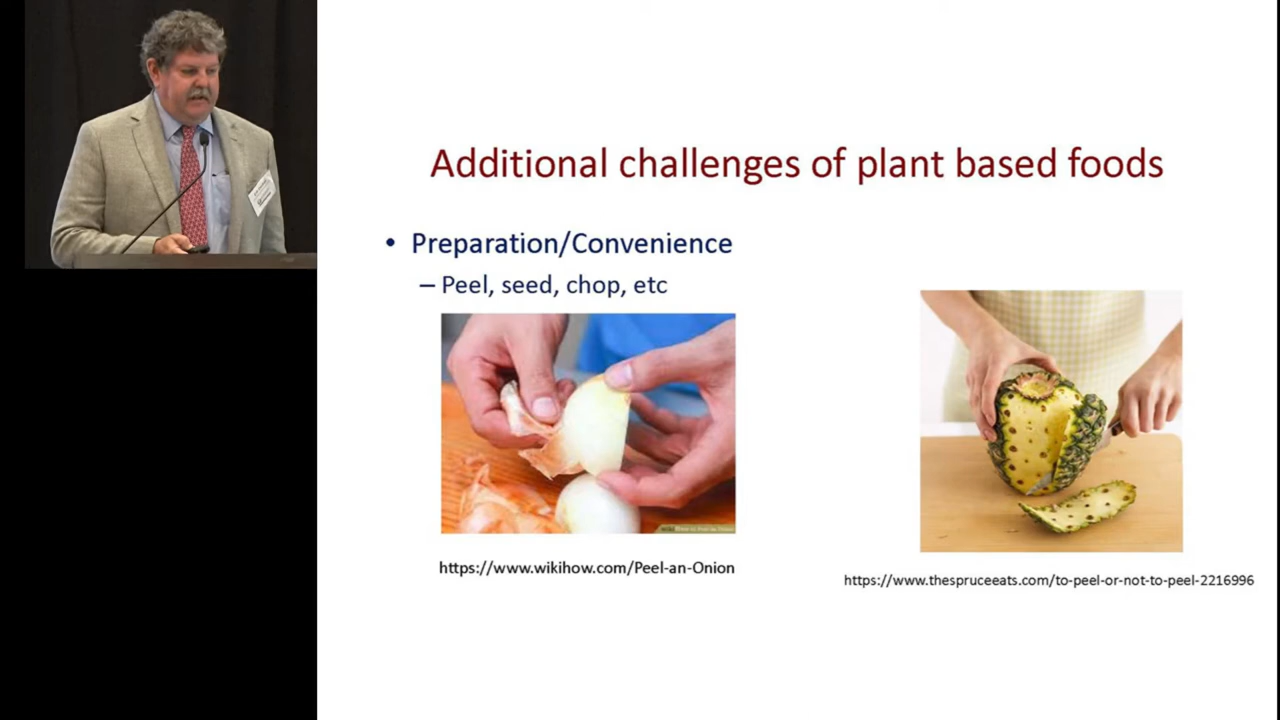 Additional challenges of plant based foods
• Preparation/Convenience
– Peel, seed, chop, etc
https://www.wikihow.com/Peel-an-Onion
https://www.thespruceeats.com/to-peel-or-not-to-peel-2216996